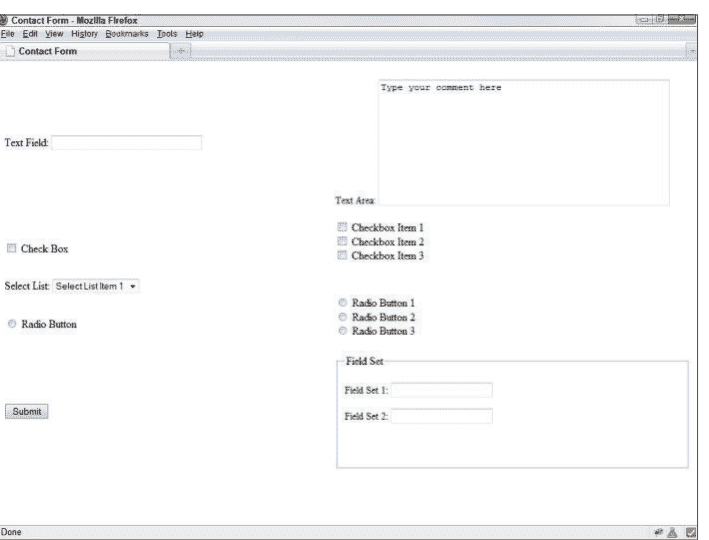 Contact Form - Mozilla Firefox
File Edit View History Bookmarks Tools Help
Contact Form
Type your comment here
Text Field:
Text Area:
Check Box
Checkbox Item 1
Checkbox Item 2
Checkbox Item 3
Select List: Select List Item 1
Radio Button
Radio Button 1
Radio Button 2
Radio Button 3
Field Set
Field Set 1:
Field Set 2:
Submit
Done